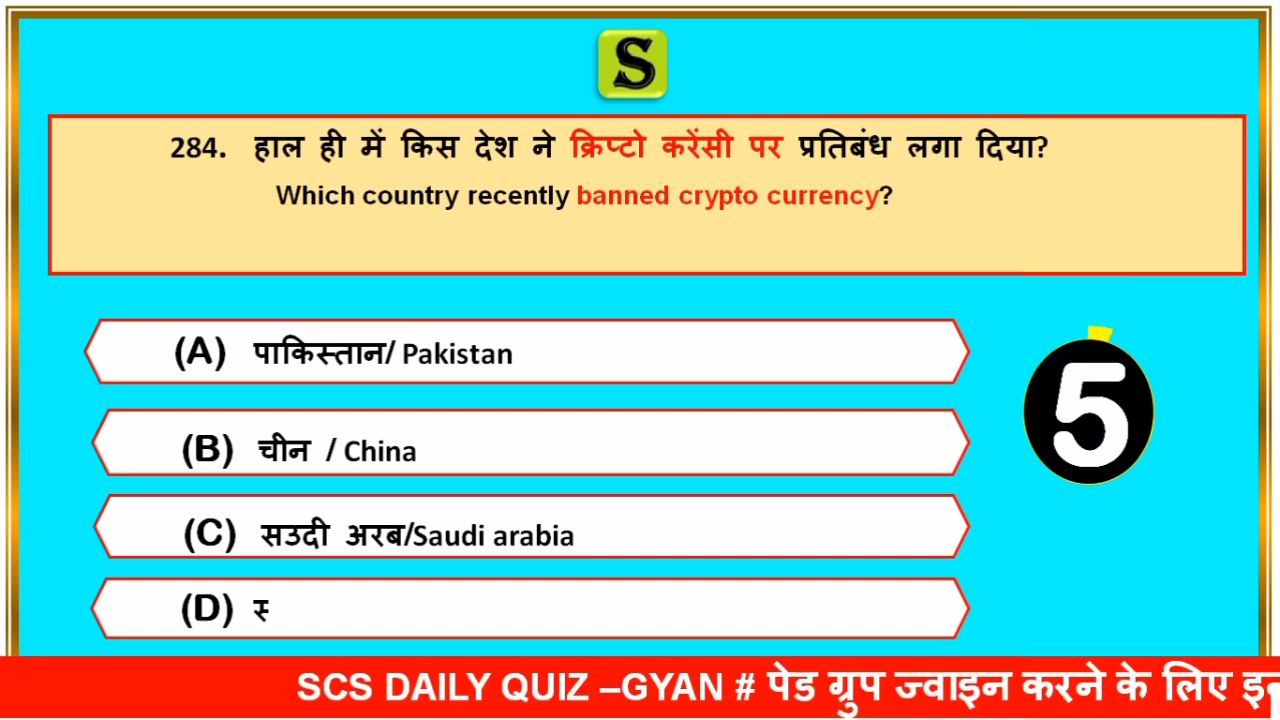 S
284. हाल ही में किस देश ने क्रिप्टो करेंसी पर प्रतिबंध लगा दिया?
Which country recently banned crypto currency?
(A) पाकिस्तान/ Pakistan
(B) चीन / China
(C) सउदी अरब/Saudi arabia
(D) स्
5
SCS DAILY QUIZ –GYAN # पेड ग्रुप ज्वाइन करने के लिए